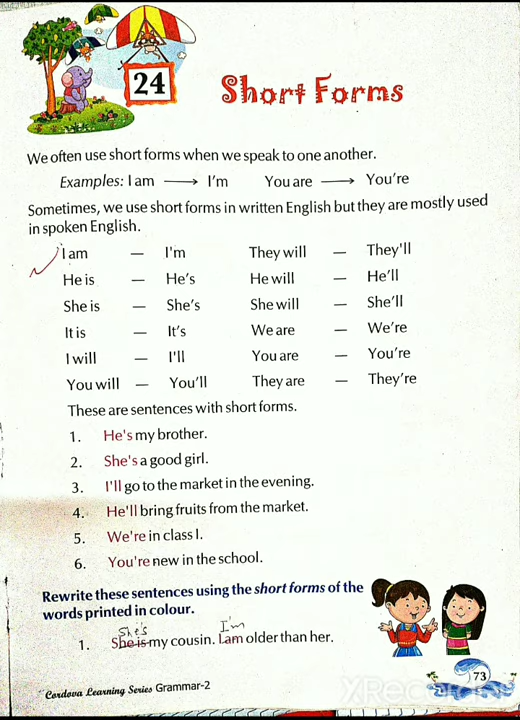 24
Short Forms
We often use short forms when we speak to one another.
Examples: I am → I'm You are → You're
Sometimes, we use short forms in written English but they are mostly used
in spoken English.
I am — I'm They will — They'll
He is — He's He will — He'll
She is — She's She will — She'll
It is — It's We are — We're
I will — I'll You are — You're
You will — You'll They are — They're
These are sentences with short forms.
1. He's my brother.
2. She's a good girl.
3. I'll go to the market in the evening.
4. He'll bring fruits from the market.
5. We're in class I.
6. You're new in the school.
Rewrite these sentences using the short forms of the
words printed in colour.
She's I'm
1. She is my cousin. I am older than her.
73
Cordova Learning Series Grammar-2